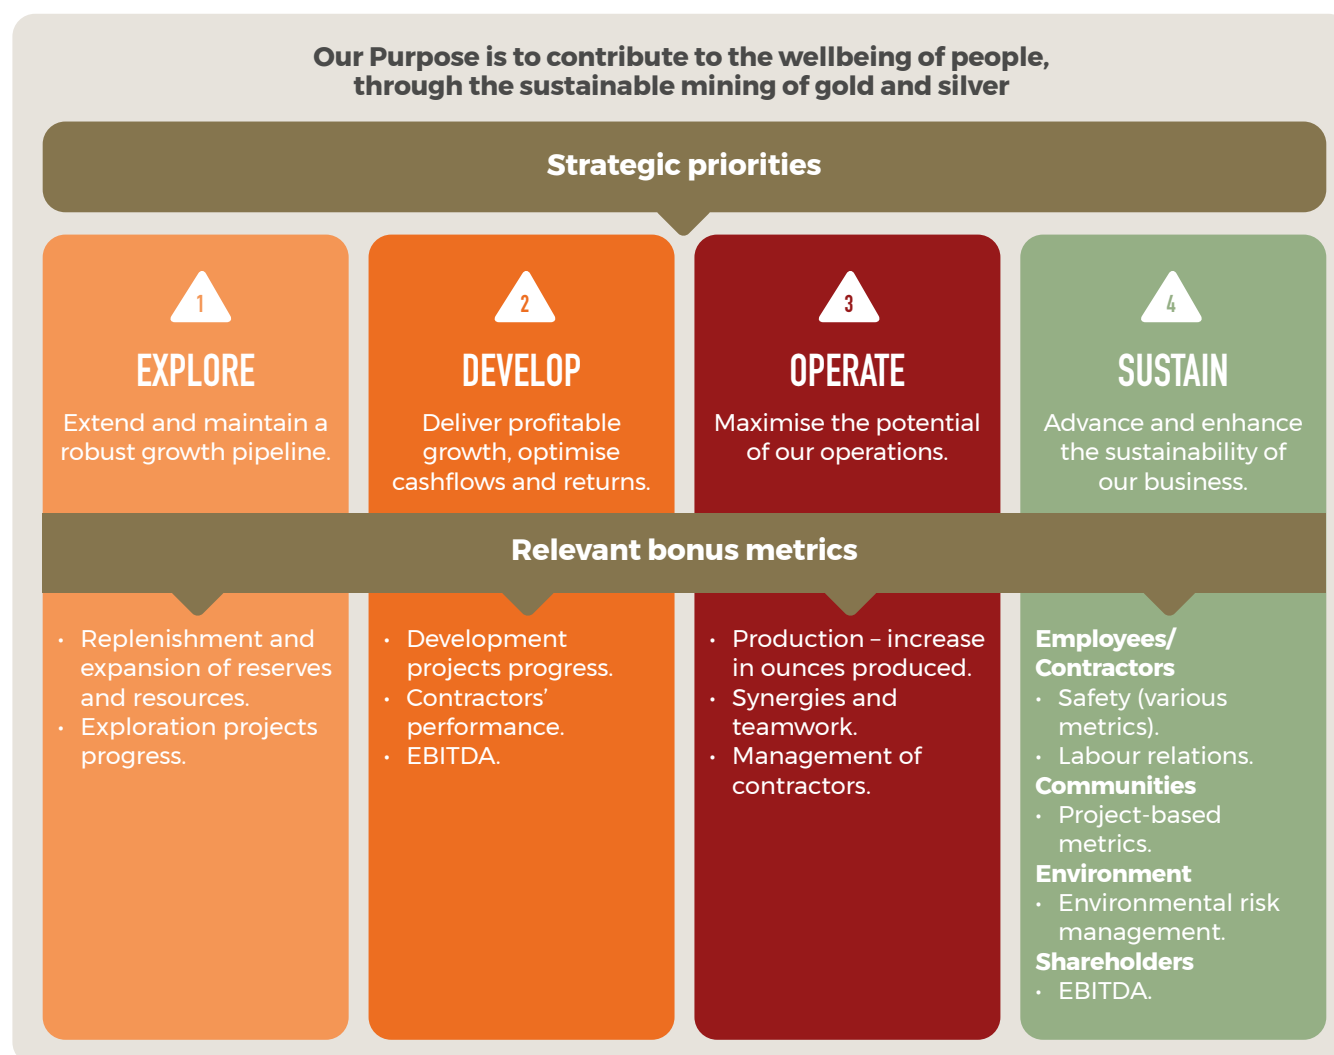 Our Purpose is to contribute to the wellbeing of people,
through the sustainable mining of gold and silver
Strategic priorities
1
EXPLORE
Extend and maintain a
robust growth pipeline.
2
DEVELOP
Deliver profitable
growth, optimise
cashflows and returns.
3
OPERATE
Maximise the potential
of our operations.
4
SUSTAIN
Advance and enhance
the sustainability of
our business.
Relevant bonus metrics
• Replenishment and
expansion of reserves
and resources.
• Exploration projects
progress.
• Development
projects progress.
• Contractors’
performance.
• EBITDA.
• Production – increase
in ounces produced.
• Synergies and
teamwork.
• Management of
contractors.
Employees/
Contractors
• Safety (various
metrics).
• Labour relations.
Communities
• Project-based
metrics.
Environment
• Environmental risk
management.
Shareholders
• EBITDA.